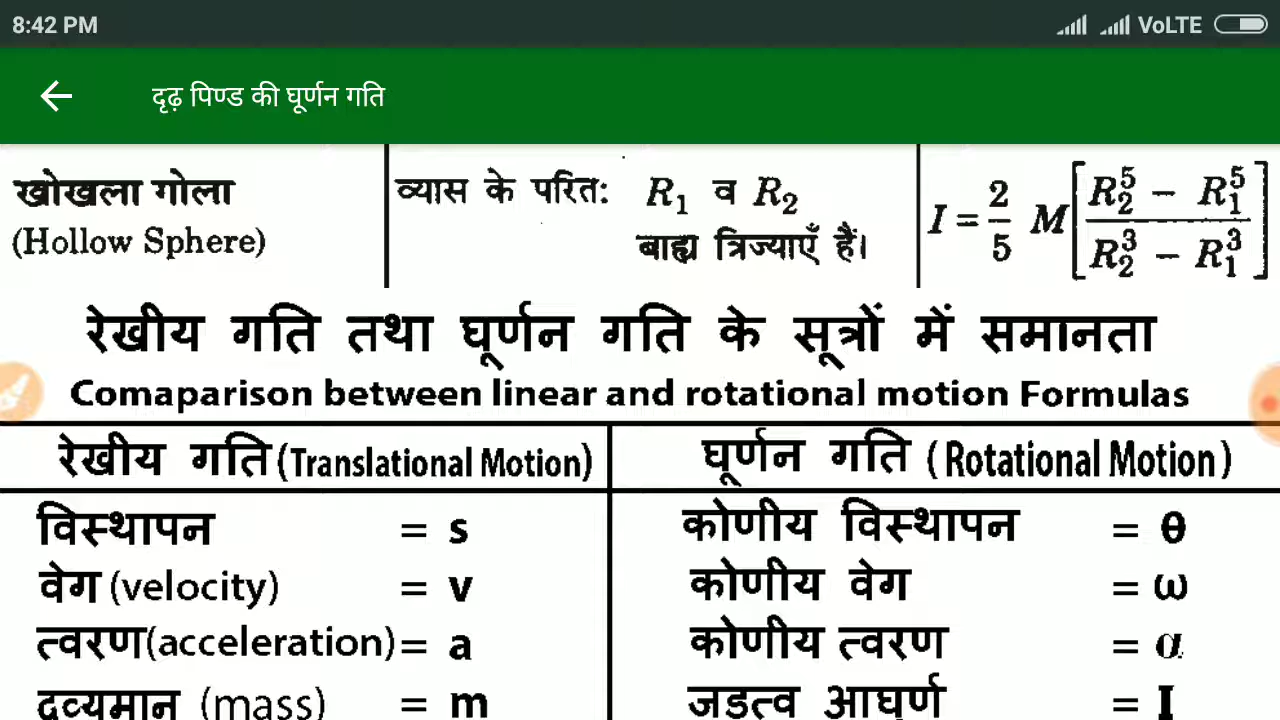 8:42 PM VoLTE
दृढ़ पिण्ड की घूर्णन गति
खोखला गोला व्यास के परित: R₁ व R₂ I = 2/5 M [R₂⁵ − R₁⁵ / R₂³ − R₁³]
(Hollow Sphere) बाह्य त्रिज्याएँ हैं।
रेखीय गति तथा घूर्णन गति के सूत्रों में समानता
Comaparison between linear and rotational motion Formulas
रेखीय गति (Translational Motion) घूर्णन गति (Rotational Motion)
विस्थापन = s कोणीय विस्थापन = θ
वेग (velocity) = v कोणीय वेग = ω
त्वरण(acceleration) = a कोणीय त्वरण = α
द्रव्यमान (mass) = m जडत्व आघूर्ण = I